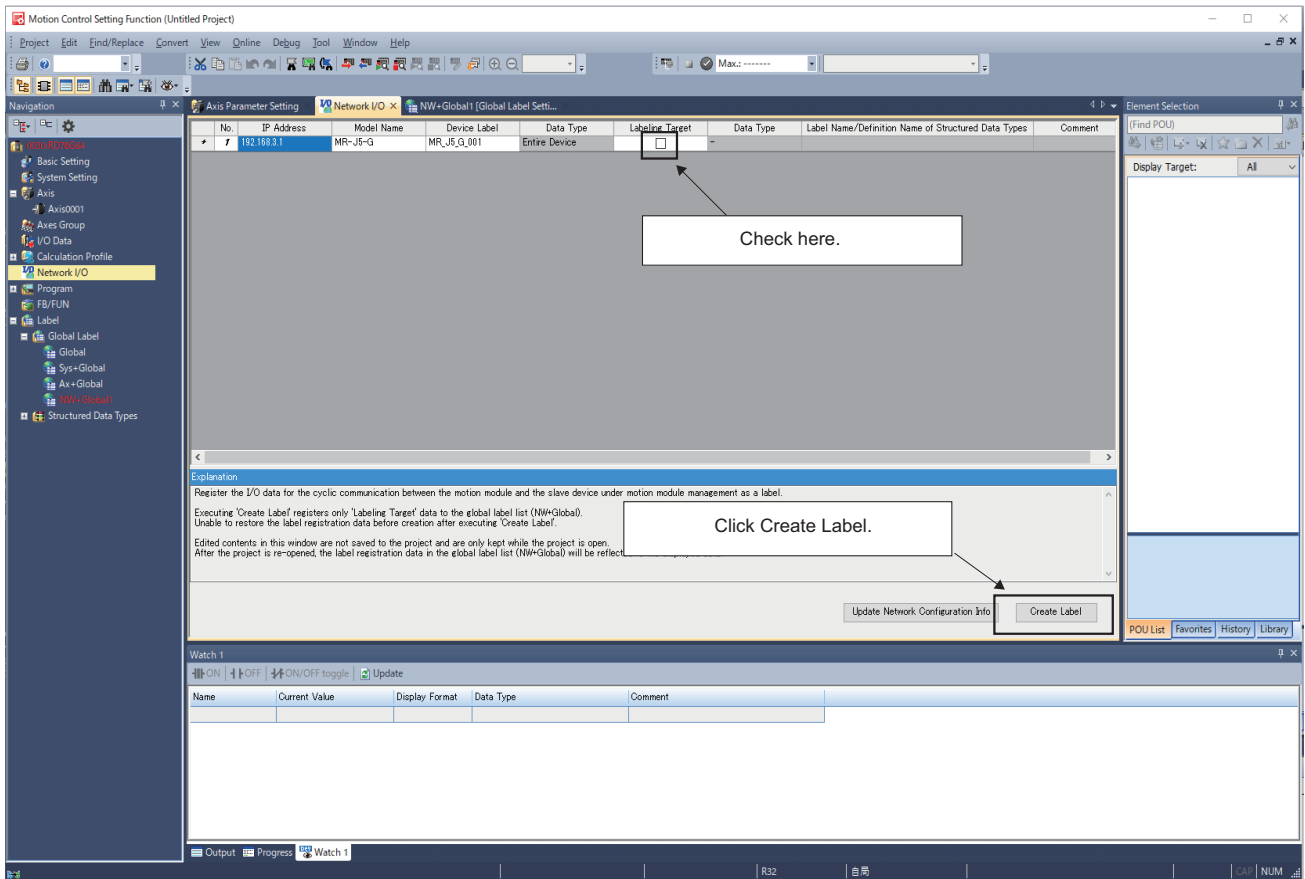 Motion Control Setting Function (Untitled Project)
Project Edit Find/Replace Convert View Online Debug Tool Window Help
Max.: -------
Navigation
Axis Parameter Setting Network I/O NW+Global1 [Global Label Setti... Element Selection
(Find POU)
Display Target: All
0030:RD78G64
Basic Setting
System Setting
Axis
Axis0001
Axes Group
I/O Data
Calculation Profile
Network I/O
Program
FB/FUN
Label
Global Label
Global
Sys+Global
Ax+Global
NW+Global1
Structured Data Types
No. IP Address Model Name Device Label Data Type Labeling Target Data Type Label Name/Definition Name of Structured Data Types Comment
1 192.168.3.1 MR-J5-G MR_J5_G_001 Entire Device -
Check here.
Explanation
Register the I/O data for the cyclic communication between the motion module and the slave device under motion module management as a label.
Executing 'Create Label' registers only 'Labeling Target' data to the global label list (NW+Global).
Unable to restore the label registration data before creation after executing 'Create Label'.
Edited contents in this window are not saved to the project and are only kept while the project is open.
After the project is re-opened, the label registration data in the global label list (NW+Global) will be
Click Create Label.
Update Network Configuration Info Create Label
POU List Favorites History Library
Watch 1
ON OFF ON/OFF toggle Update
Name Current Value Display Format Data Type Comment
Output Progress Watch 1
R32 自局 CAP NUM